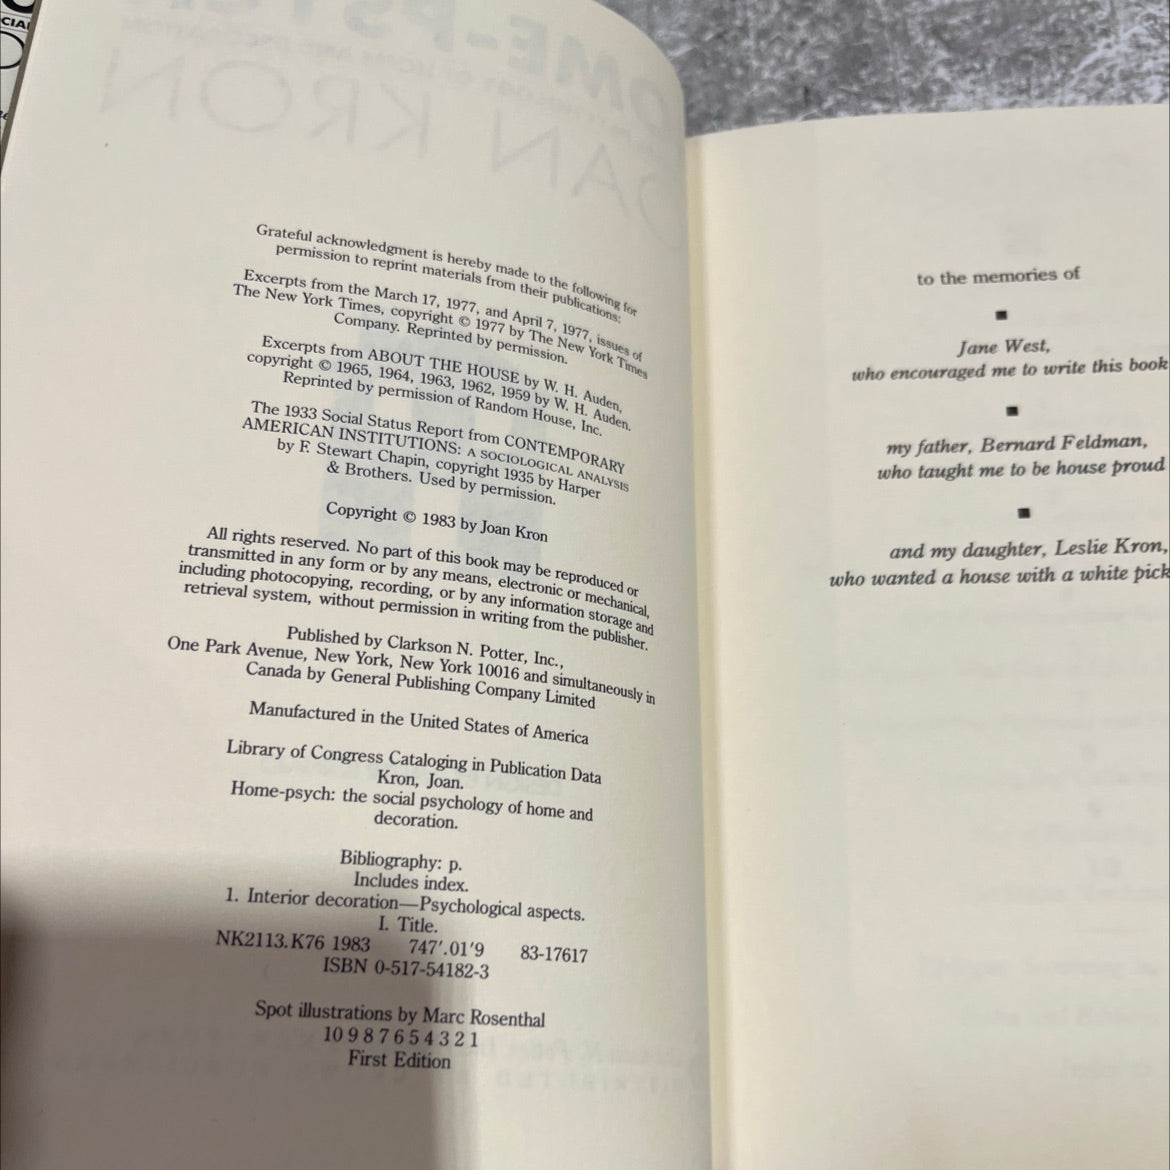 Grateful acknowledgment is hereby made to the following for
permission to reprint materials from their publications:
Excerpts from the March 17, 1977, and April 7, 1977, issues of
The New York Times, copyright © 1977 by The New York Times
Company. Reprinted by permission.
Excerpts from ABOUT THE HOUSE by W. H. Auden,
copyright © 1965, 1964, 1963, 1962, 1959 by W. H. Auden.
Reprinted by permission of Random House, Inc.
The 1933 Social Status Report from CONTEMPORARY
AMERICAN INSTITUTIONS: A SOCIOLOGICAL ANALYSIS
by F. Stewart Chapin, copyright 1935 by Harper
& Brothers. Used by permission.
Copyright © 1983 by Joan Kron
All rights reserved. No part of this book may be reproduced or
transmitted in any form or by any means, electronic or mechanical,
including photocopying, recording, or by any information storage and
retrieval system, without permission in writing from the publisher.
Published by Clarkson N. Potter, Inc.,
One Park Avenue, New York, New York 10016 and simultaneously in
Canada by General Publishing Company Limited
Manufactured in the United States of America
Library of Congress Cataloging in Publication Data
Kron, Joan.
Home-psych: the social psychology of home and
decoration.
Bibliography: p.
Includes index.
1. Interior decoration—Psychological aspects.
I. Title.
NK2113.K76 1983 747'.01'9 83-17617
ISBN 0-517-54182-3
Spot illustrations by Marc Rosenthal
10 9 8 7 6 5 4 3 2 1
First Edition
to the memories of
Jane West,
who encouraged me to write this book
my father, Bernard Feldman,
who taught me to be house proud
and my daughter, Leslie Kron,
who wanted a house with a white pick